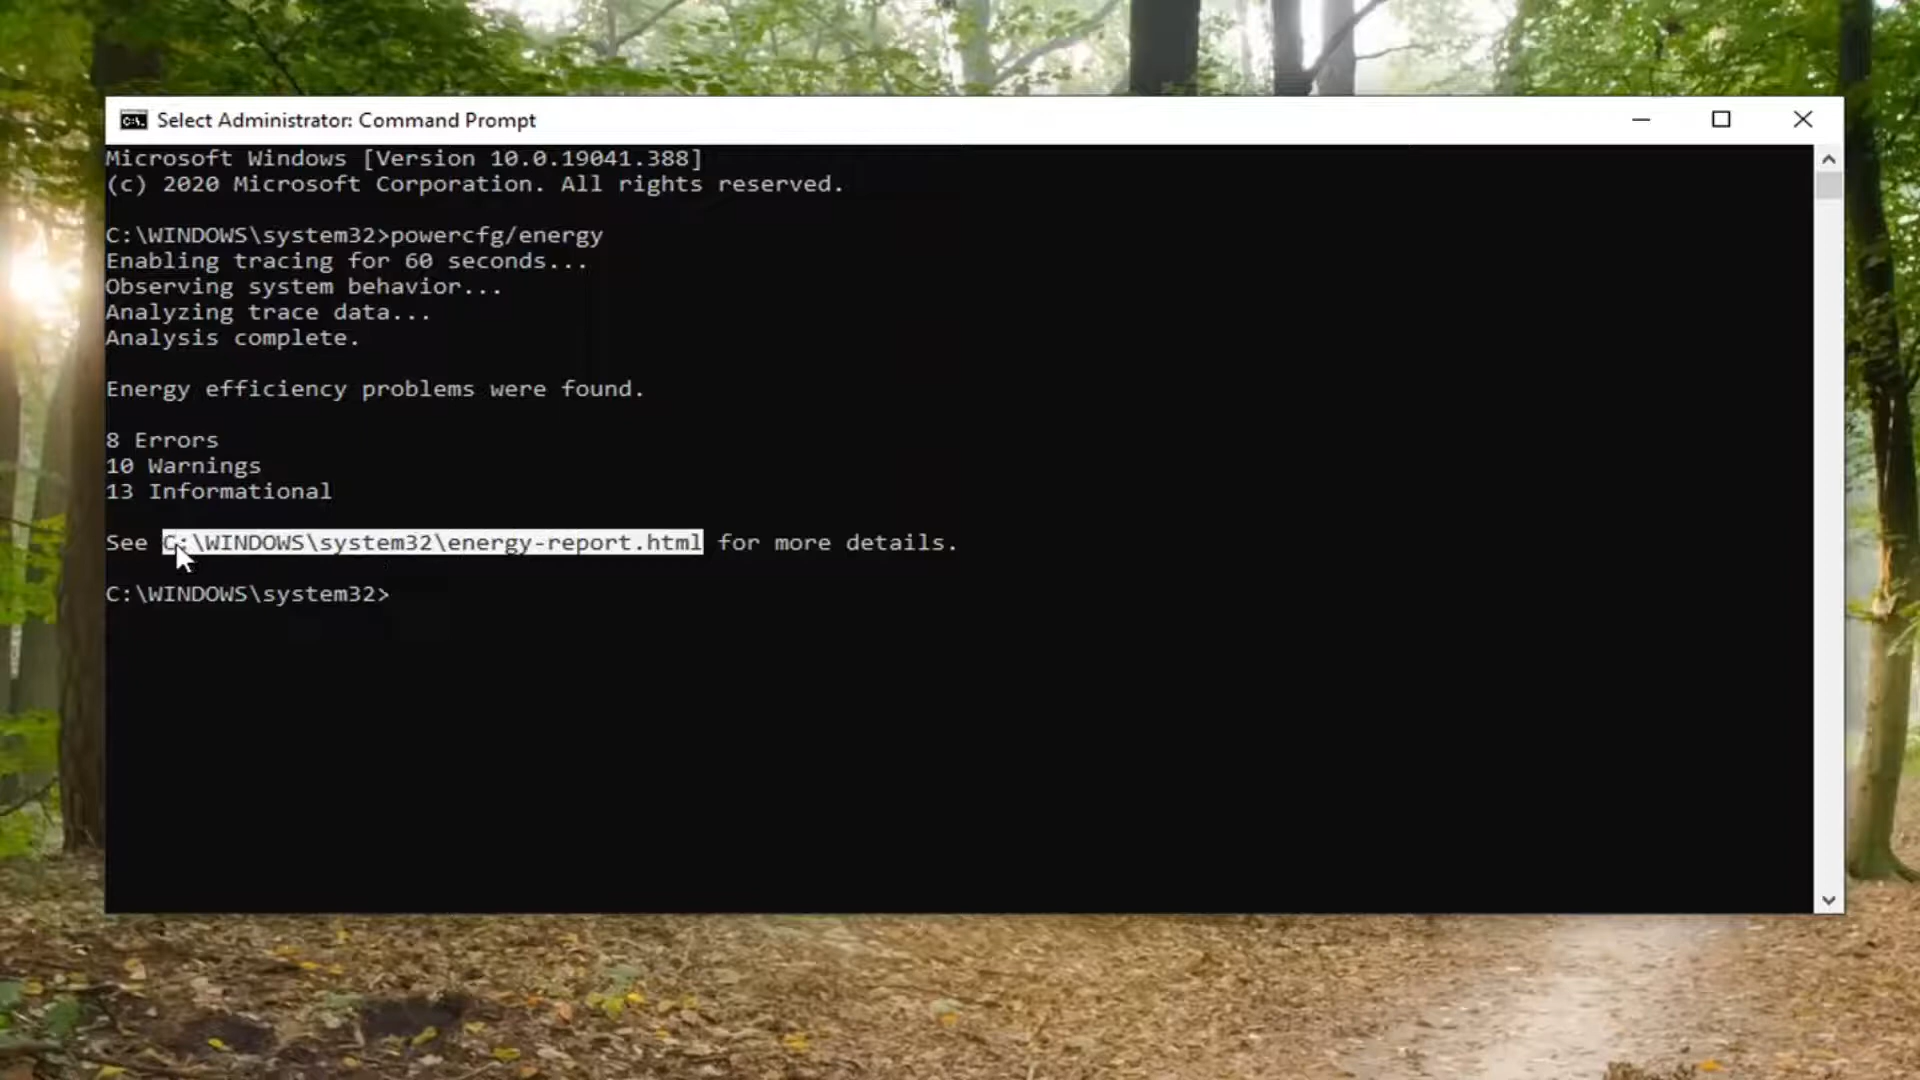 Select Administrator: Command Prompt
Microsoft Windows [Version 10.0.19041.388]
(c) 2020 Microsoft Corporation. All rights reserved.
C:\WINDOWS\system32>powercfg/energy
Enabling tracing for 60 seconds...
Observing system behavior...
Analyzing trace data...
Analysis complete.
Energy efficiency problems were found.
8 Errors
10 Warnings
13 Informational
See C:\WINDOWS\system32\energy-report.html for more details.
C:\WINDOWS\system32>